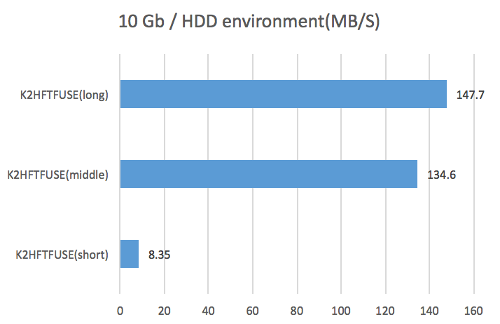 10 Gb / HDD environment(MB/S)
K2HFTFUSE(long)
147.7
K2HFTFUSE(middle)
134.6
K2HFTFUSE(short)
8.35
0 20 40 60 80 100 120 140 160